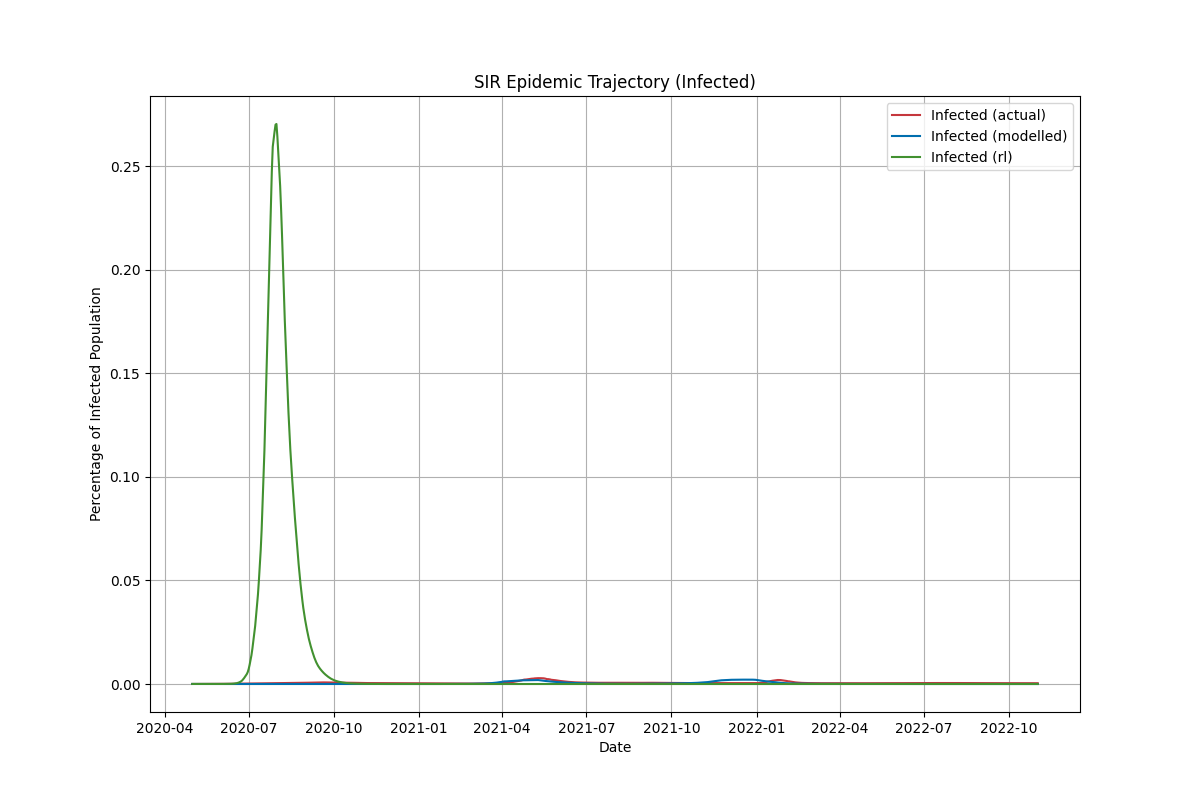 SIR Epidemic Trajectory (Infected)
Infected (actual)
Infected (modelled)
Infected (rl)
Percentage of Infected Population
0.25
0.20
0.15
0.10
0.05
0.00
2020-04 2020-07 2020-10 2021-01 2021-04 2021-07 2021-10 2022-01 2022-04 2022-07 2022-10
Date